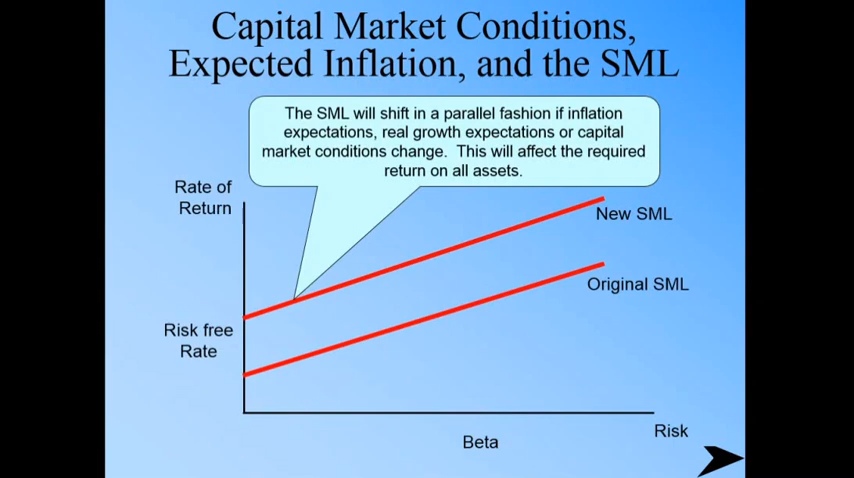 Capital Market Conditions,
Expected Inflation, and the SML
The SML will shift in a parallel fashion if inflation
expectations, real growth expectations or capital
market conditions change.  This will affect the required
return on all assets.
Rate of
Return
New SML
Original SML
Risk free
Rate
Risk
Beta